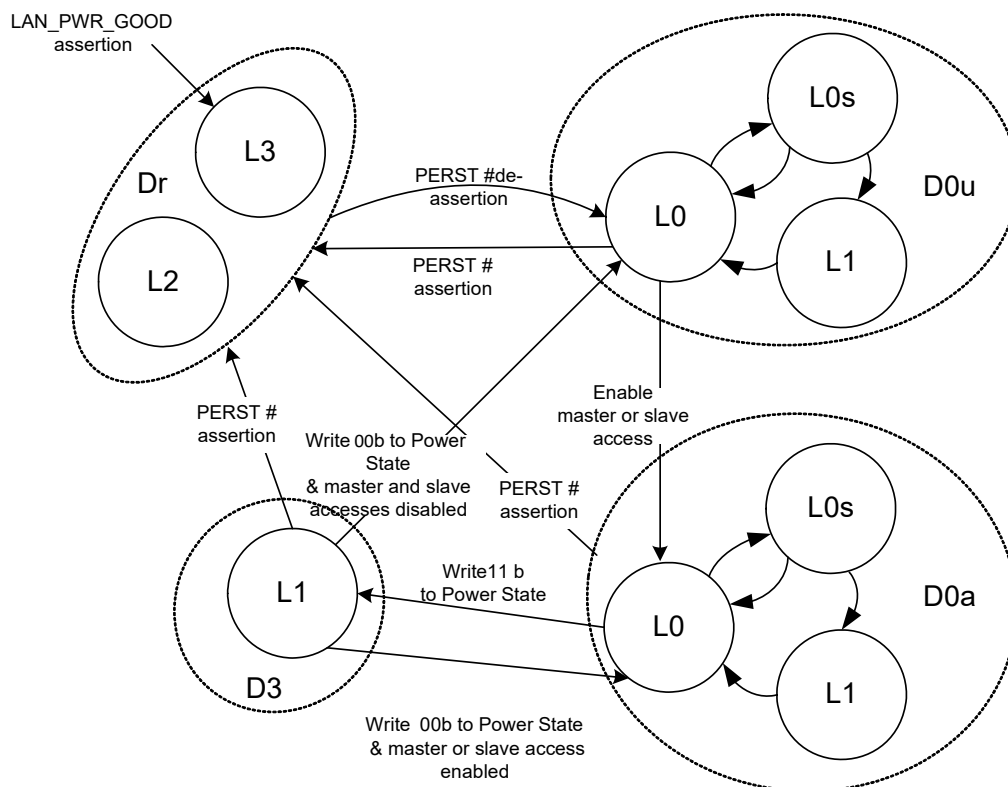 LAN_PWR_GOOD
assertion
L3
Dr
L2
PERST #de-
assertion
PERST #
assertion
L0s
D0u
L0
L1
Enable
master or slave
access
PERST #
assertion
Write 00b to Power
State
& master and slave
accesses disabled
PERST #
assertion
L0s
D0a
L0
L1
Write11 b
to Power State
L1
D3
Write 00b to Power State
& master or slave access
enabled